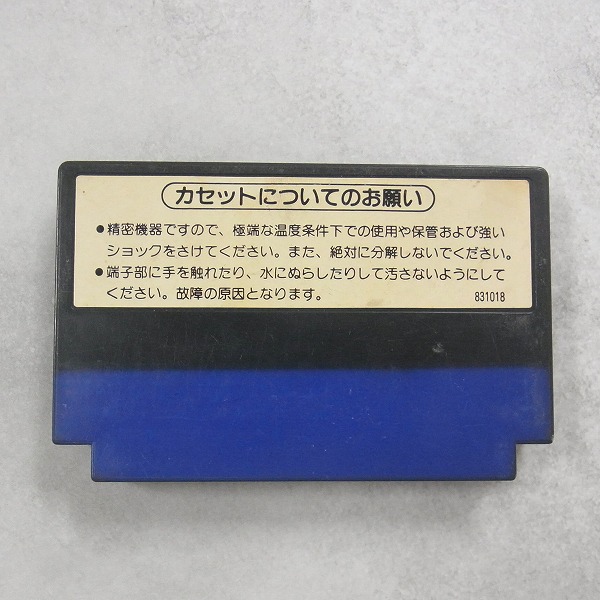 カセットについてのお願い
●精密機器ですので、極端な温度条件下での使用や保管および強い
ショックをさけてください。また、絶対に分解しないでください。
●端子部に手を触れたり、水にぬらしたりして汚さないようにして
ください。故障の原因となります。
831018